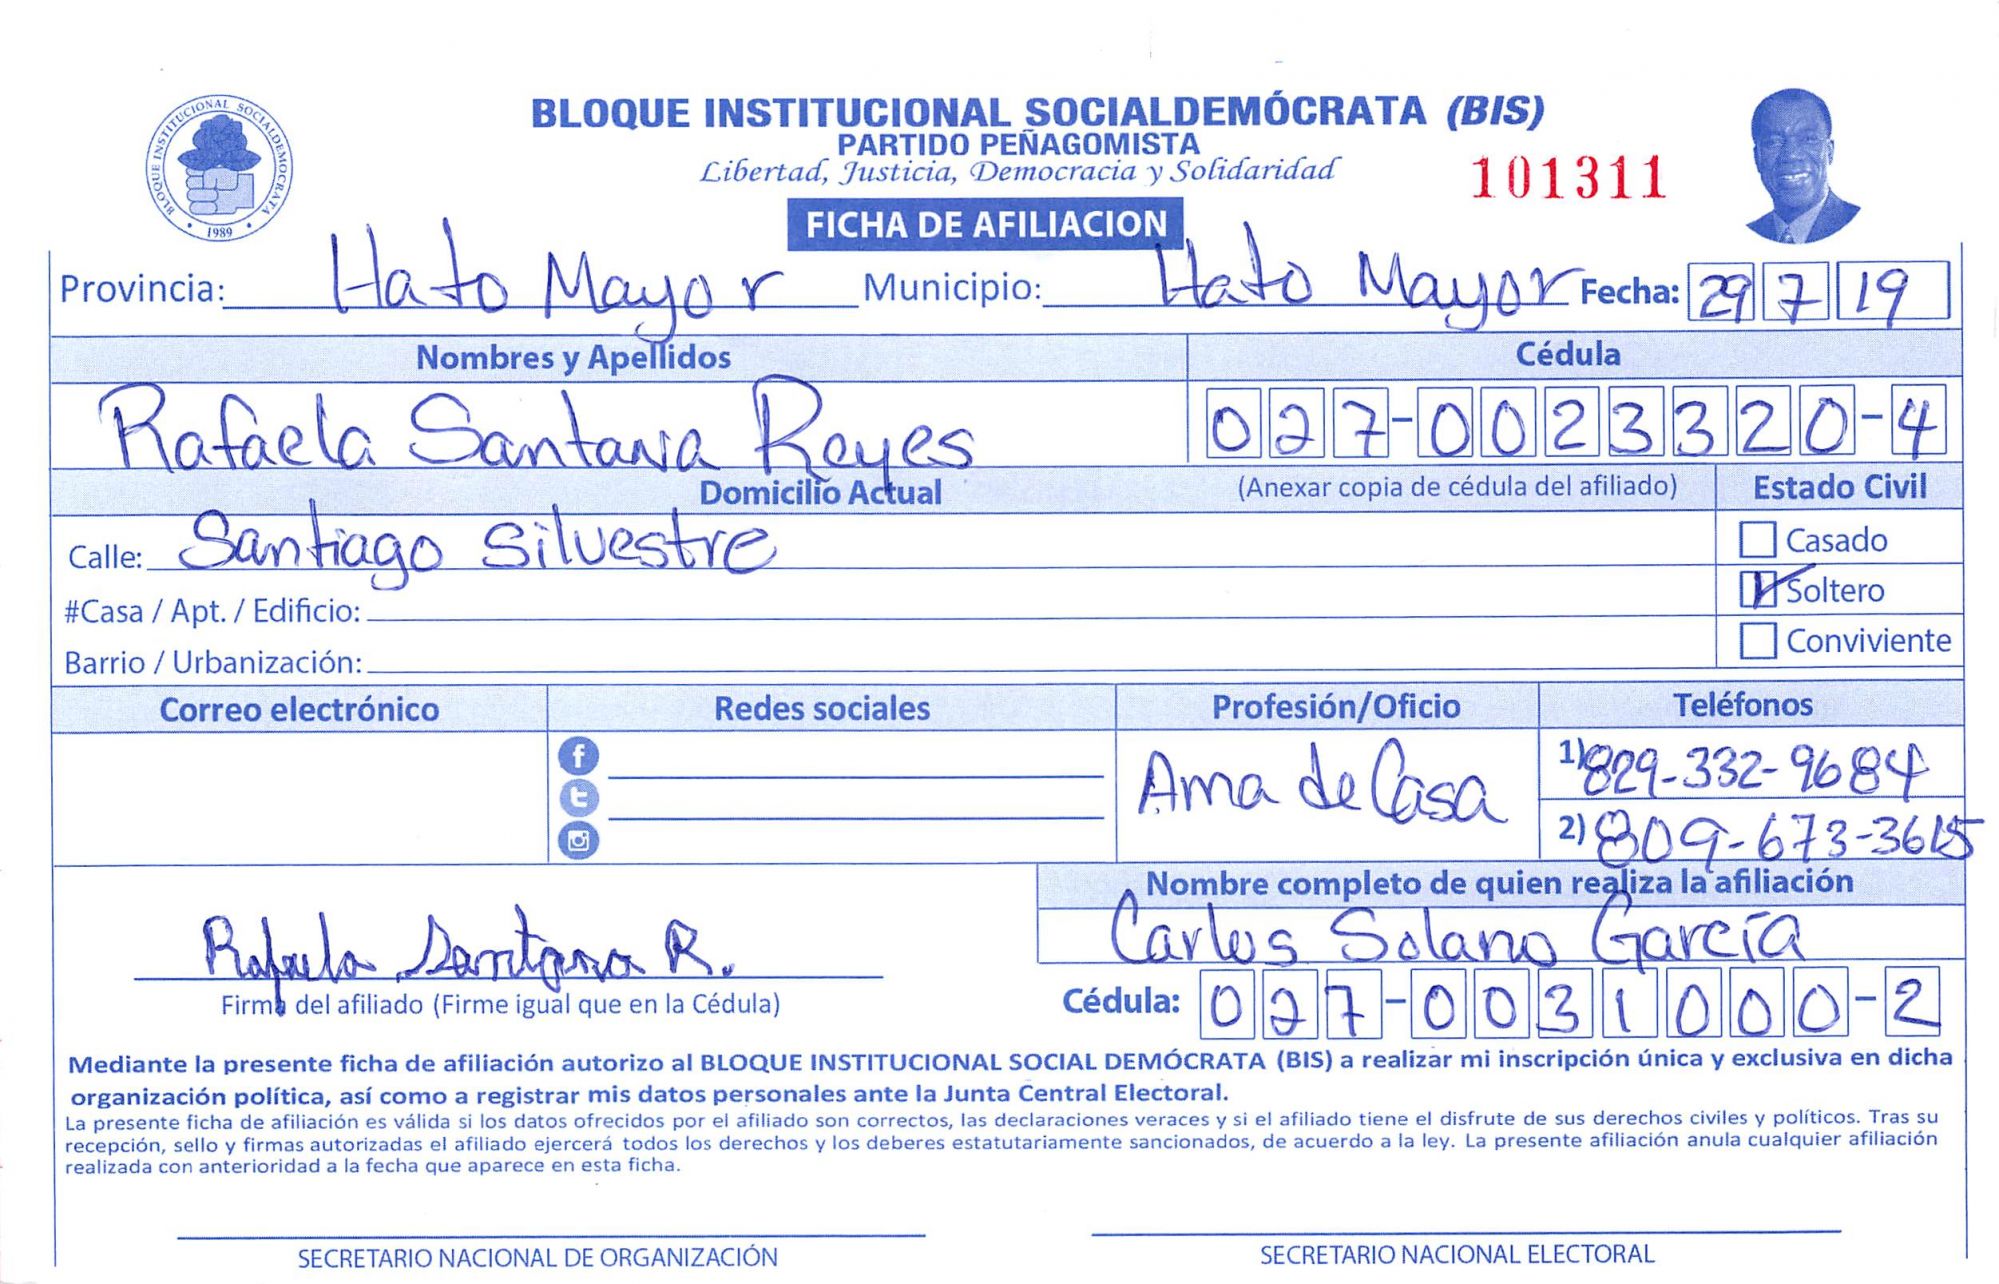 BLOQUE INSTITUCIONAL SOCIALDEMOCRATA
1989
BLOQUE INSTITUCIONAL SOCIALDEMÓCRATA (BIS)
PARTIDO PEÑAGOMISTA
Libertad, Justicia, Democracia y Solidaridad
101311
FICHA DE AFILIACION
Provincia: Hato Mayor Municipio: Hato Mayor Fecha: 29 7 19
Nombres y Apellidos Cédula
Rafaela Santana Reyes 027-0023320-4
Domicilio Actual (Anexar copia de cédula del afiliado) Estado Civil
Calle: Santiago Silvestre Casado
#Casa / Apt. / Edificio: Soltero
Barrio / Urbanización: Conviviente
Correo electrónico Redes sociales Profesión/Oficio Teléfonos
Ama de Casa 1) 829-332-9684
2) 809-673-3615
Nombre completo de quien realiza la afiliación
Rafaela Santana R. Carlos Solano García
Firma del afiliado (Firme igual que en la Cédula) Cédula: 027-0031000-2
Mediante la presente ficha de afiliación autorizo al BLOQUE INSTITUCIONAL SOCIAL DEMÓCRATA (BIS) a realizar mi inscripción única y exclusiva en dicha
organización política, así como a registrar mis datos personales ante la Junta Central Electoral.
La presente ficha de afiliación es válida si los datos ofrecidos por el afiliado son correctos, las declaraciones veraces y si el afiliado tiene el disfrute de sus derechos civiles y políticos. Tras su
recepción, sello y firmas autorizadas el afiliado ejercerá todos los derechos y los deberes estatutariamente sancionados, de acuerdo a la ley. La presente afiliación anula cualquier afiliación
realizada con anterioridad a la fecha que aparece en esta ficha.
SECRETARIO NACIONAL DE ORGANIZACIÓN SECRETARIO NACIONAL ELECTORAL